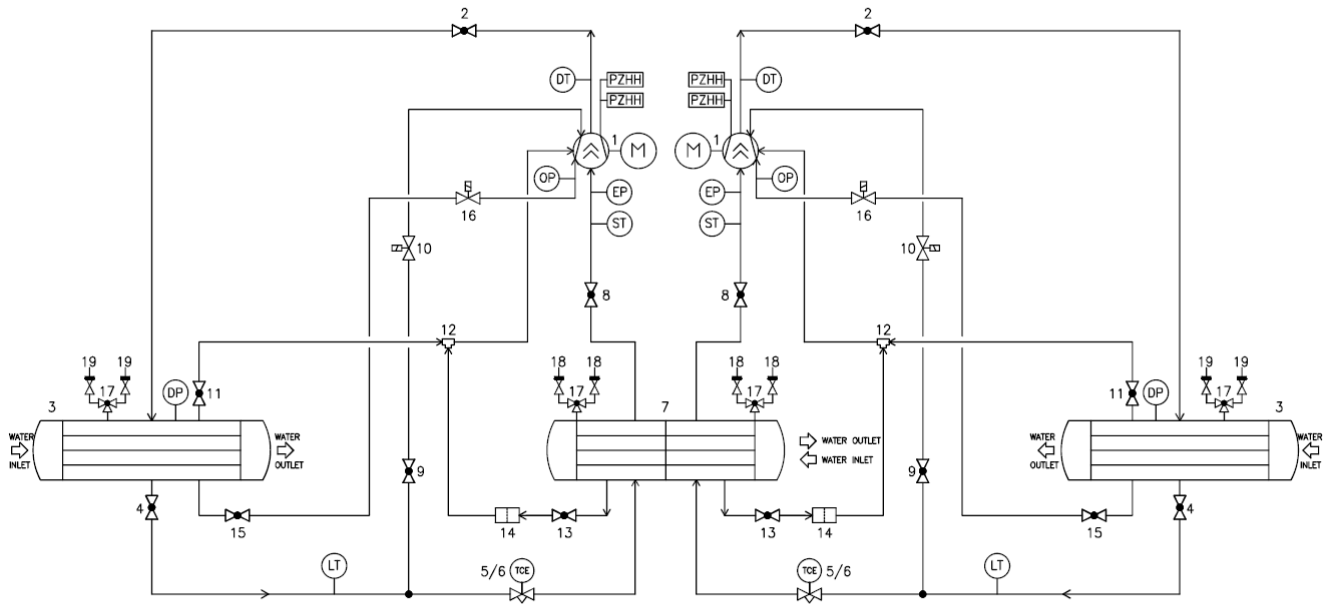 2 2
DT PZHH PZHH DT
PZHH PZHH
1 M M 1
OP EP EP OP
16 ST ST 16
10 10
8 8
12 12
19 19 18 18 18 18 19 19
3 17 DP 11 17 7 17 11 DP 17 3
WATER INLET WATER OUTLET WATER OUTLET WATER OUTLET WATER INLET
WATER INLET
4 9 9 4
15 14 13 13 14 15
LT 5/6 TCE TCE 5/6 LT